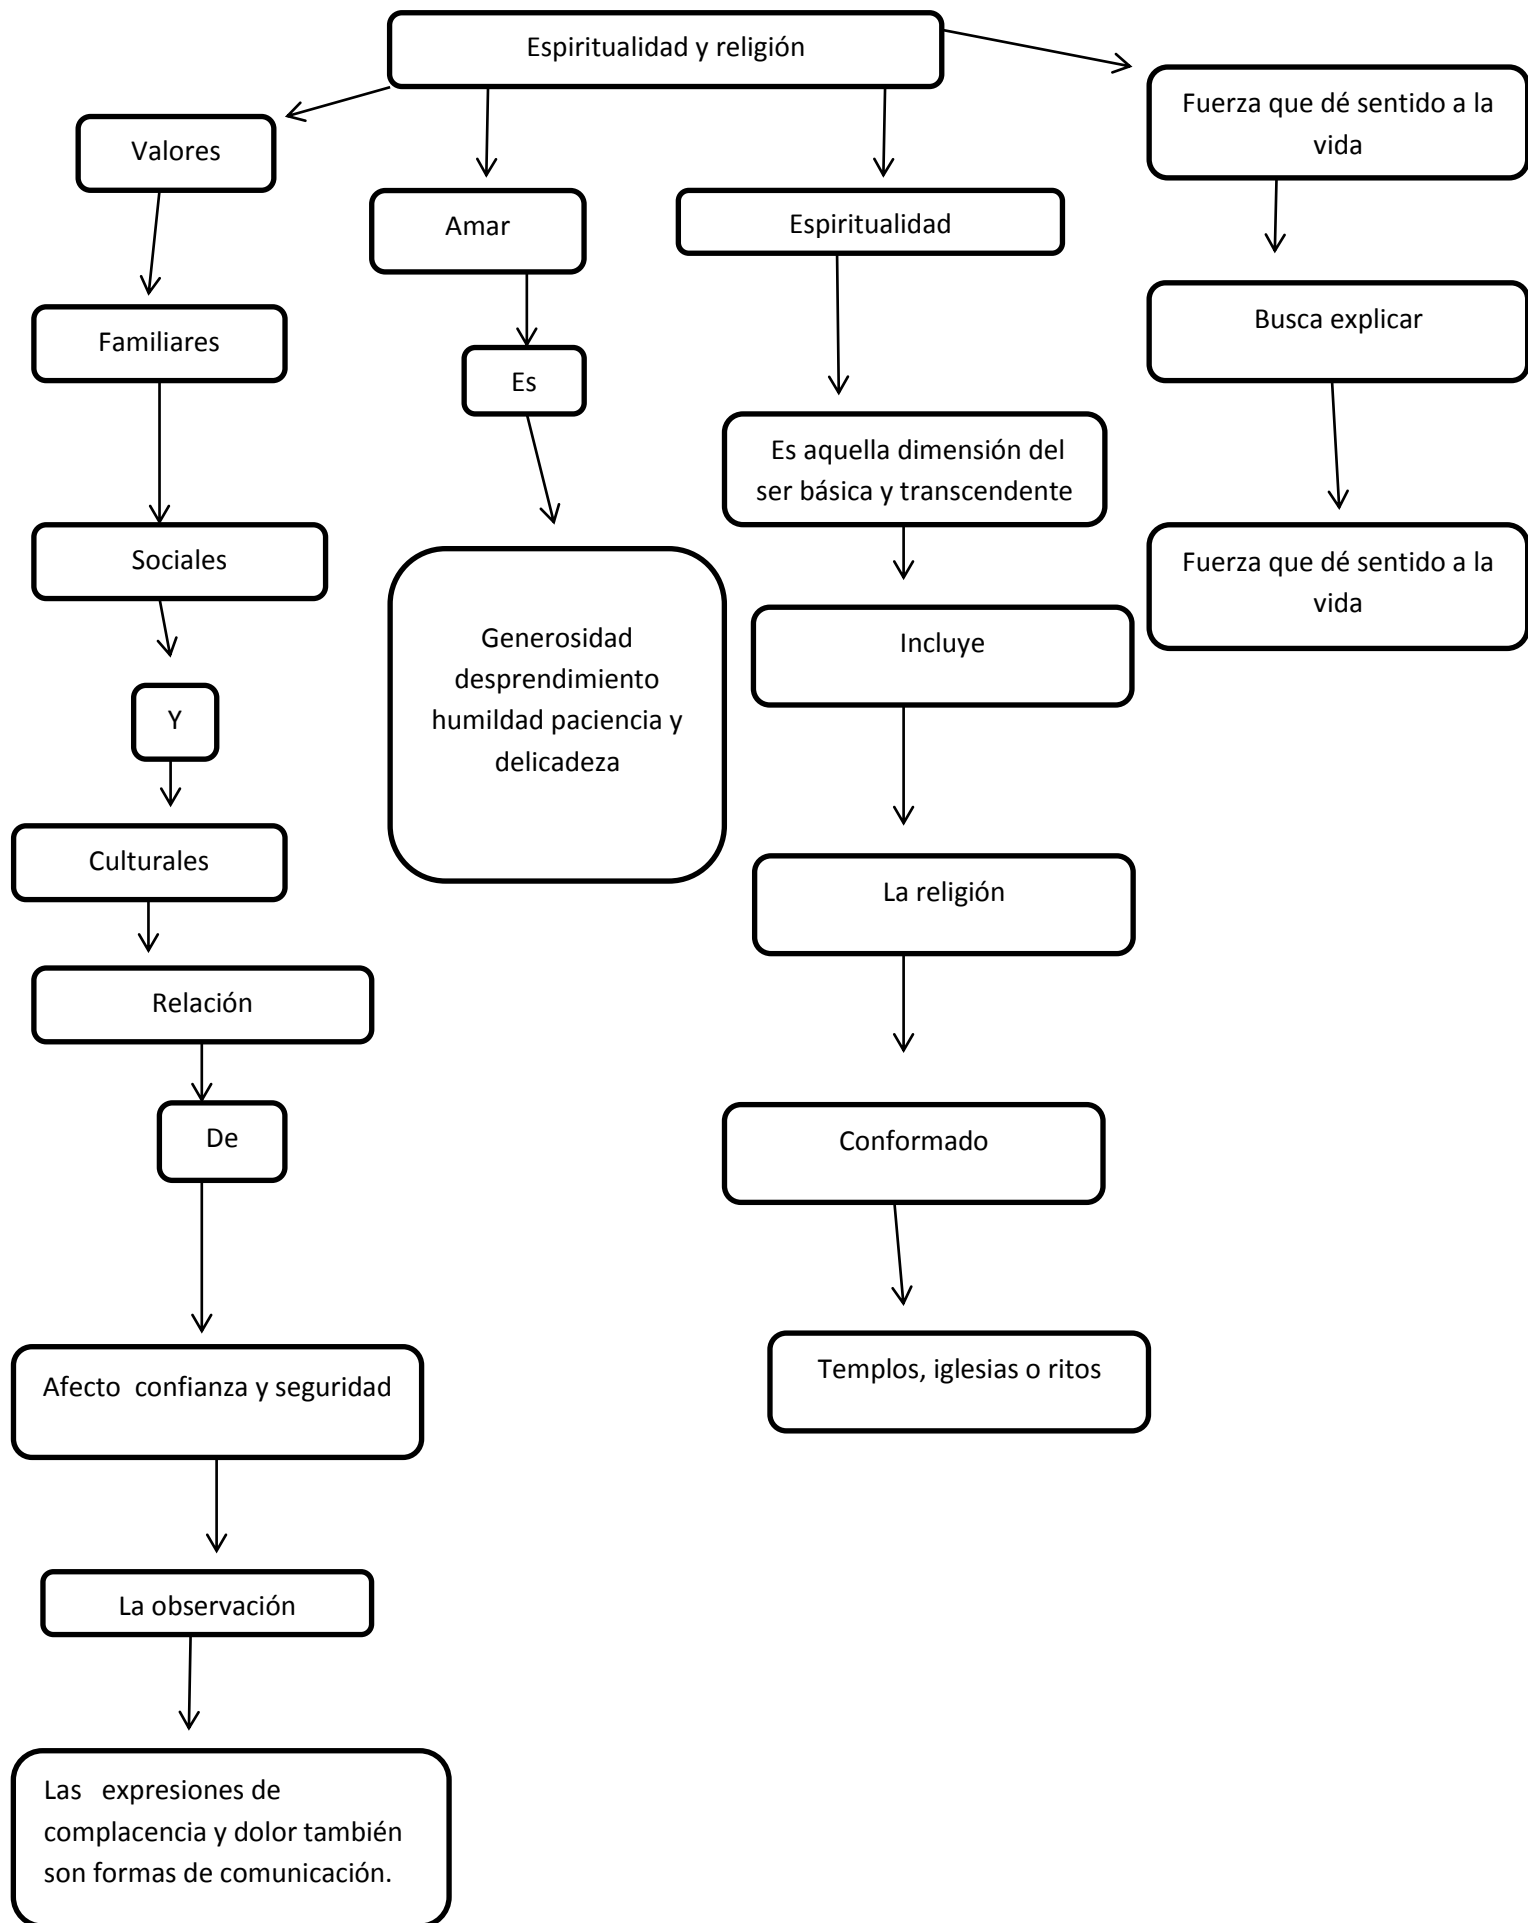 Espiritualidad y religión
Valores
Familiares
Sociales
Y
Culturales
Relación
De
Afecto  confianza y seguridad
La observación
Las   expresiones de
complacencia y dolor también
son formas de comunicación.
Amar
Es
Generosidad
desprendimiento
humildad paciencia y
delicadeza
Espiritualidad
Es aquella dimensión del
ser básica y transcendente
Incluye
La religión
Conformado
Templos, iglesias o ritos
Fuerza que dé sentido a la
vida
Busca explicar
Fuerza que dé sentido a la
vida